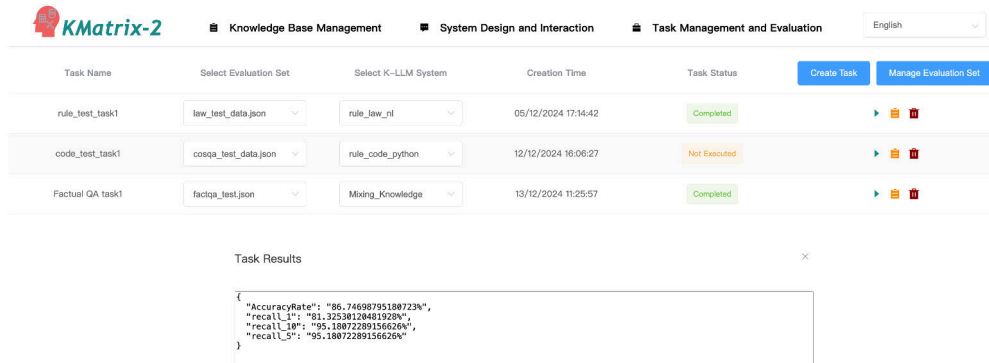 KMatrix-2 Knowledge Base Management System Design and Interaction Task Management and Evaluation English
Task Name Select Evaluation Set Select K-LLM System Creation Time Task Status Create Task Manage Evaluation Set
rule_test_task1 law_test_data.json rule_law_nl 05/12/2024 17:14:42 Completed
code_test_task1 cosqa_test_data.json rule_code_python 12/12/2024 16:06:27 Not Executed
Factual QA task1 factqa_test.json Mixing_Knowledge 13/12/2024 11:25:57 Completed
Task Results
{
"AccuracyRate": "86.74698795180723%",
"recall_1": "81.32530120481928%",
"recall_10": "95.18072289156626%",
"recall_5": "95.18072289156626%"
}